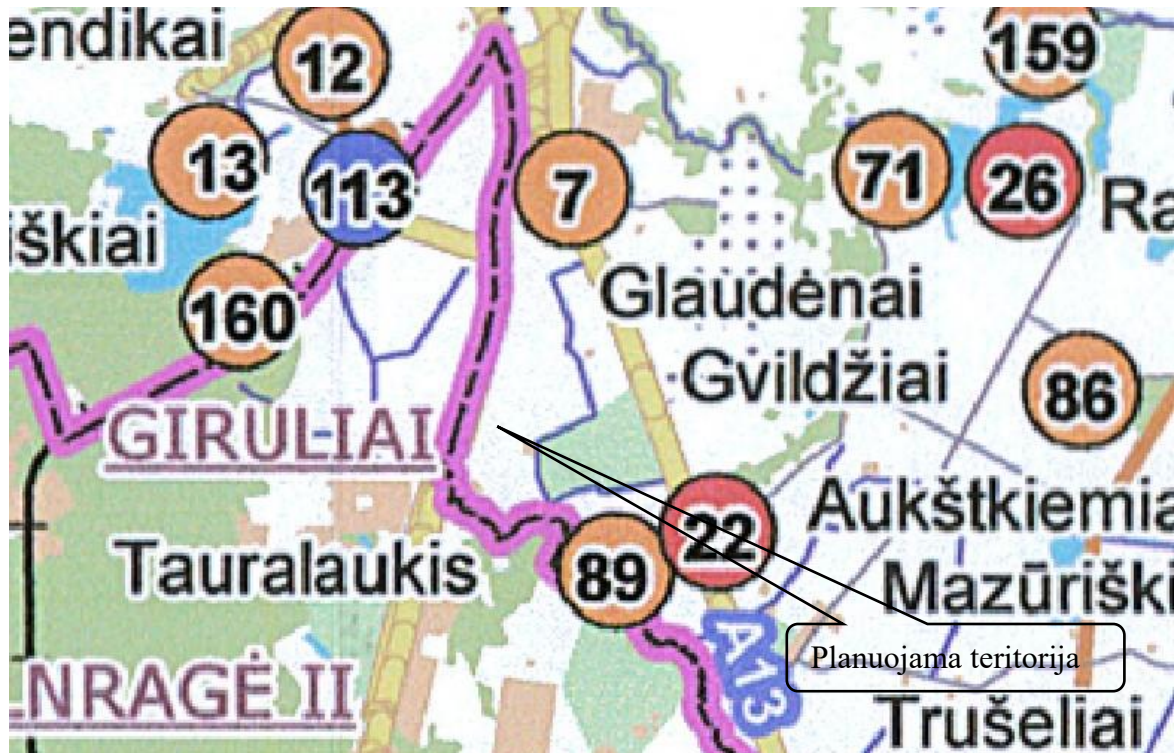 endikai
12
159
13
113
7
71
26
Ra
iškiai
160
Glaudėnai
Gvildžiai
86
GIRULIAI
22
Aukštkiemia
Tauralaukis
89
Mazūriški
A13
Planuojama teritorija
LNRAGĖ II
Trušeliai